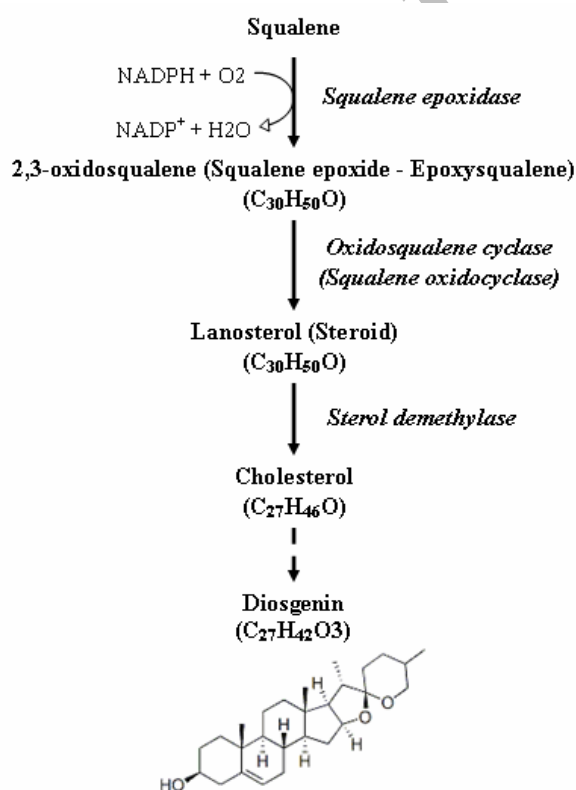 Squalene
NADPH + O2
Squalene epoxidase
NADP⁺ + H2O
2,3-oxidosqualene (Squalene epoxide - Epoxysqualene)
(C₃₀H₅₀O)
Oxidosqualene cyclase
(Squalene oxidocyclase)
Lanosterol (Steroid)
(C₃₀H₅₀O)
Sterol demethylase
Cholesterol
(C₂₇H₄₆O)
Diosgenin
(C₂₇H₄₂O3)
H
O
O
H
H
H
H
HO